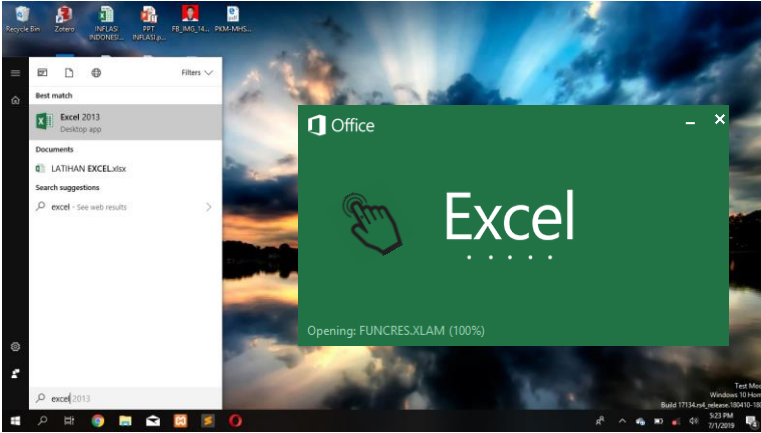 Recycle Bin
Zotero
INFLASI
INDONESI...
PPT
INFLASI.p...
FB_IMG_14...
PKM-MHS...
Filters
Best match
Excel 2013
Desktop app
Documents
LATIHAN EXCEL.xlsx
Search suggestions
excel - See web results
excel 2013
Office
Excel
Opening: FUNCRES.XLAM (100%)
Test Mod
Windows 10 Hom
Build 17134.rs4_release.180410-180
5:23 PM
7/1/2019